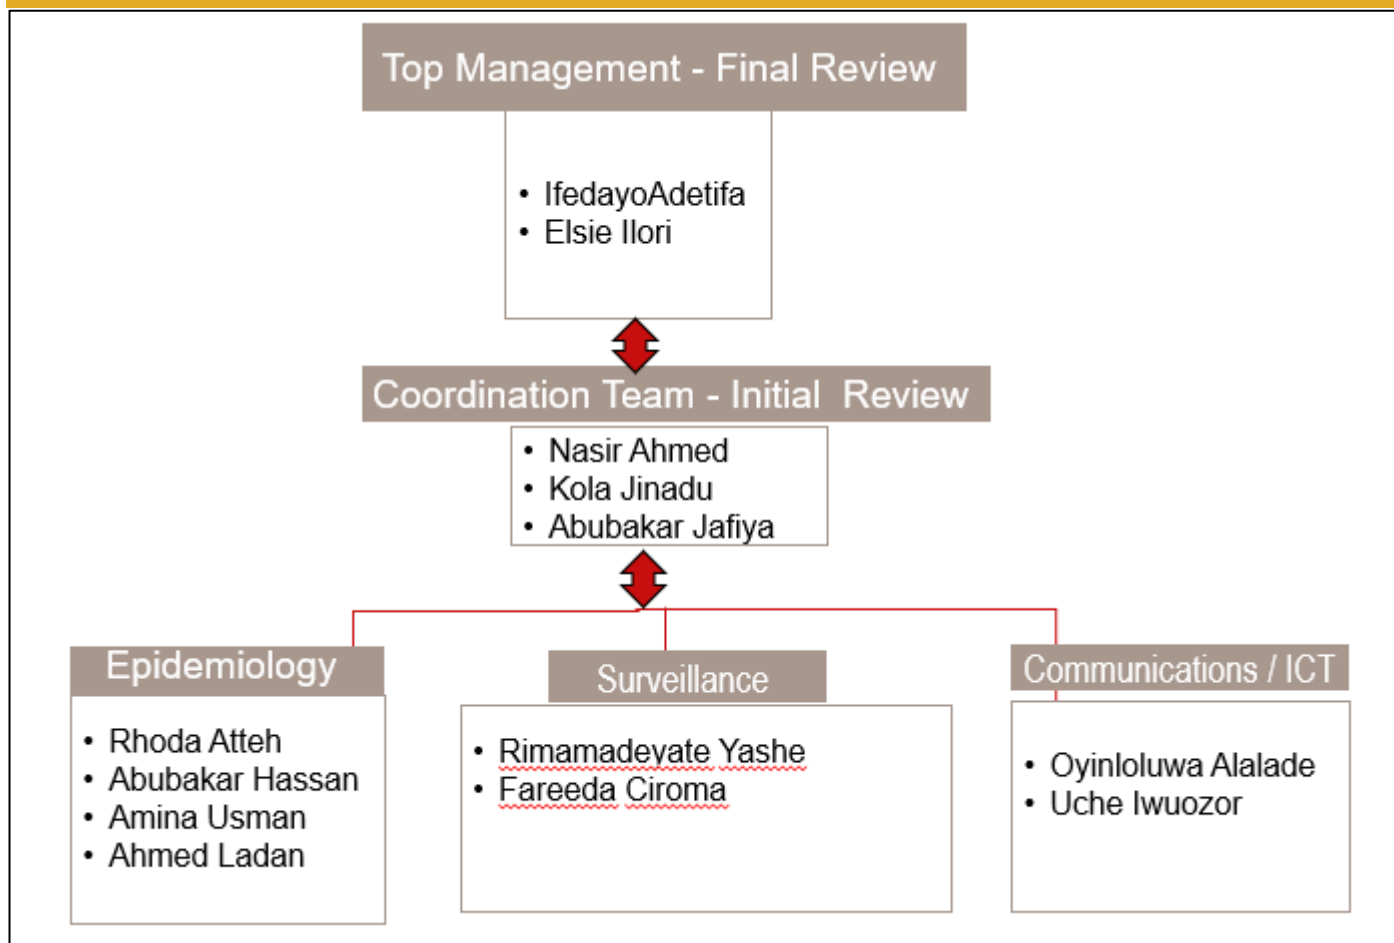 Top Management - Final Review
• IfedayoAdetifa
• Elsie Ilori
Coordination Team - Initial  Review
• Nasir Ahmed
• Kola Jinadu
• Abubakar Jafiya
Epidemiology
• Rhoda Atteh
• Abubakar Hassan
• Amina Usman
• Ahmed Ladan
Surveillance
• Rimamadeyate Yashe
• Fareeda Ciroma
Communications / ICT
• Oyinloluwa Alalade
• Uche Iwuozor